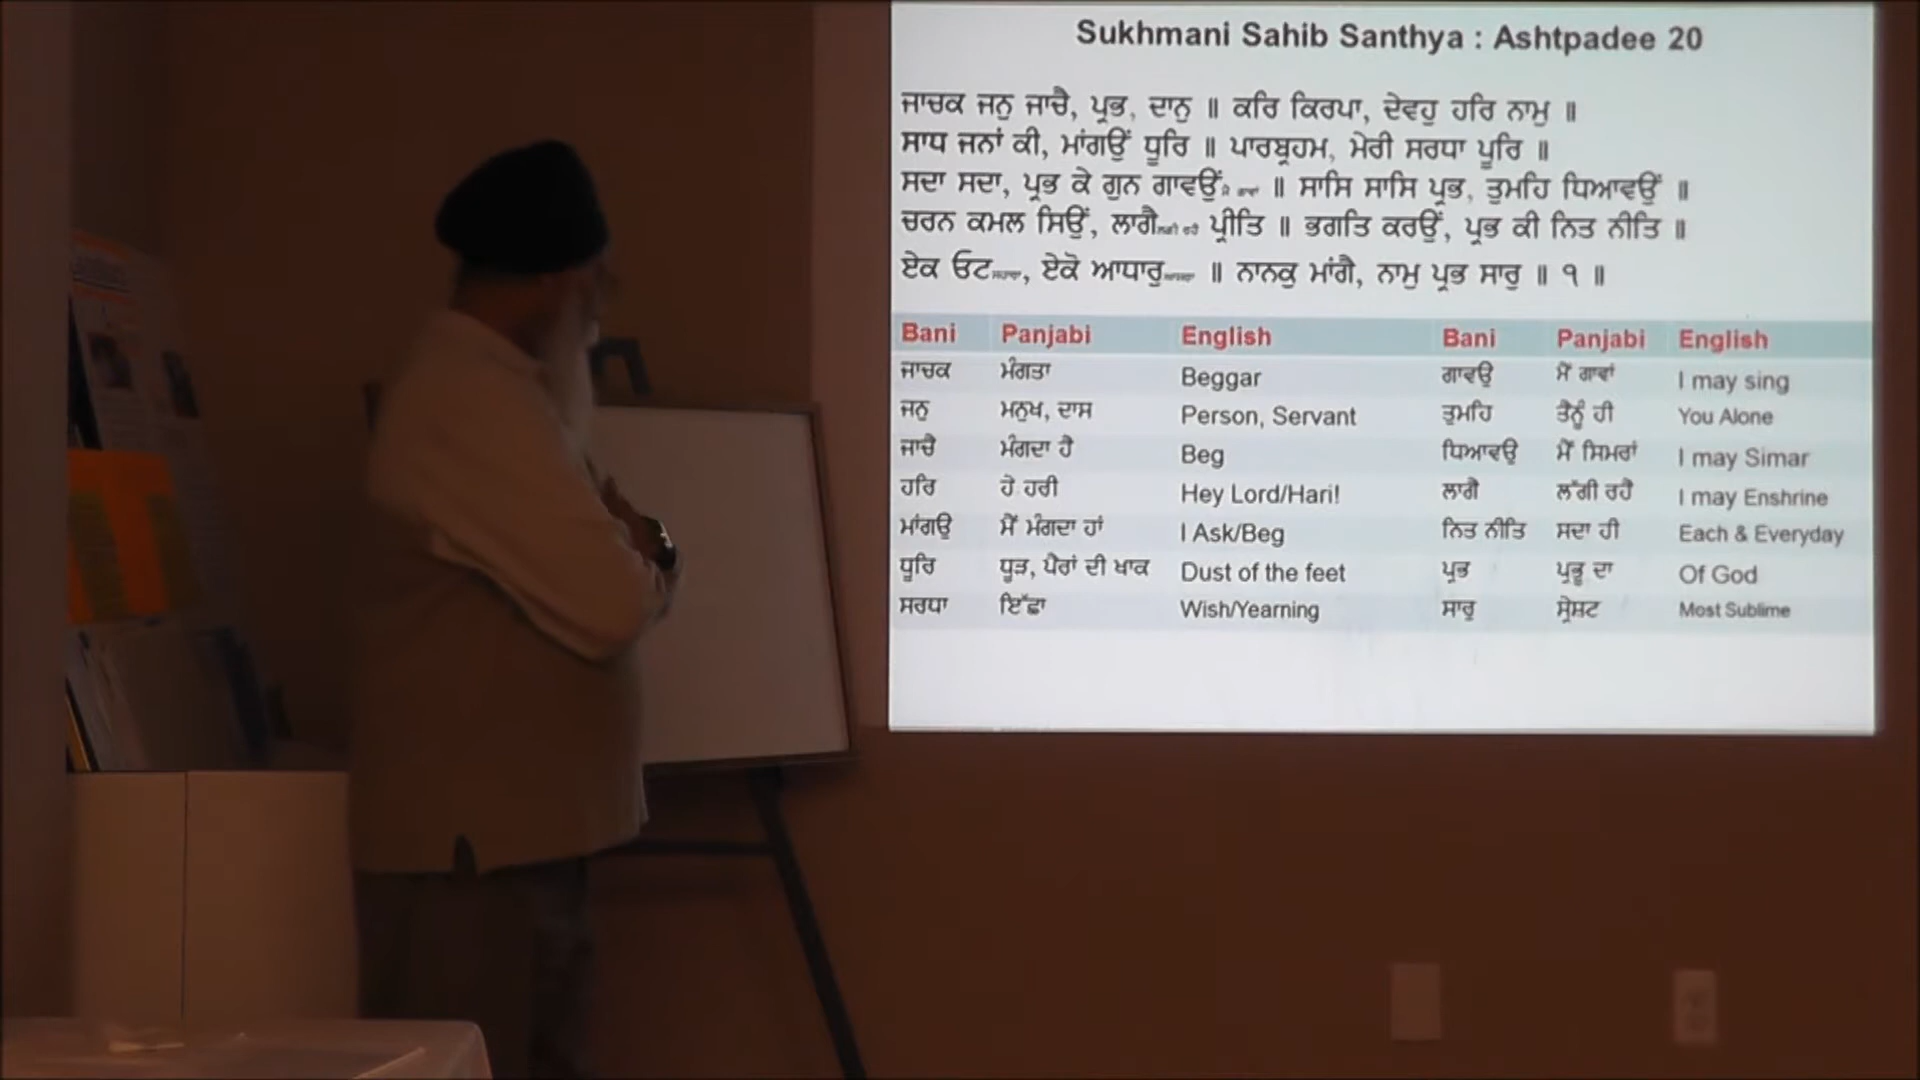 Sukhmani Sahib Santhya : Ashtpadee 20
ਜਾਚਕ ਜਨੁ ਜਾਚੈ, ਪ੍ਰਭ, ਦਾਨੁ ॥ ਕਰਿ ਕਿਰਪਾ, ਦੇਵਹੁ ਹਰਿ ਨਾਮੁ ॥
ਸਾਧ ਜਨਾਂ ਕੀ, ਮਾਂਗਉਂ ਧੂਰਿ ॥ ਪਾਰਬ੍ਰਹਮ, ਮੇਰੀ ਸਰਧਾ ਪੂਰਿ ॥
ਸਦਾ ਸਦਾ, ਪ੍ਰਭ ਕੇ ਗੁਨ ਗਾਵਉਂ ਮੈ ਗਾਵਾਂ ॥ ਸਾਸਿ ਸਾਸਿ ਪ੍ਰਭ, ਤੁਮਹਿ ਧਿਆਵਉਂ ॥
ਚਰਨ ਕਮਲ ਸਿਉਂ, ਲਾਗੈ ਲਗੀ ਰਹੈ ਪ੍ਰੀਤਿ ॥ ਭਗਤਿ ਕਰਉਂ, ਪ੍ਰਭ ਕੀ ਨਿਤ ਨੀਤਿ ॥
ਏਕ ਓਟ, ਏਕੋ ਆਧਾਰੁ ॥ ਨਾਨਕੁ ਮਾਂਗੈ, ਨਾਮੁ ਪ੍ਰਭ ਸਾਰੁ ॥ ੧ ॥
Bani Panjabi English Bani Panjabi English
ਜਾਚਕ ਮੰਗਤਾ Beggar ਗਾਵਉ ਮੈਂ ਗਾਵਾਂ I may sing
ਜਨੁ ਮਨੁਖ, ਦਾਸ Person, Servant ਤੁਮਹਿ ਤੈਨੂੰ ਹੀ You Alone
ਜਾਚੈ ਮੰਗਦਾ ਹੈ Beg ਧਿਆਵਉ ਮੈਂ ਸਿਮਰਾਂ I may Simar
ਹਰਿ ਹੇ ਹਰੀ Hey Lord/Hari! ਲਾਗੈ ਲੱਗੀ ਰਹੈ I may Enshrine
ਮਾਂਗਉ ਮੈਂ ਮੰਗਦਾ ਹਾਂ I Ask/Beg ਨਿਤ ਨੀਤਿ ਸਦਾ ਹੀ Each & Everyday
ਧੂਰਿ ਧੂੜ, ਪੈਰਾਂ ਦੀ ਖਾਕ Dust of the feet ਪ੍ਰਭ ਪ੍ਰਭੂ ਦਾ Of God
ਸਰਧਾ ਇੱਛਾ Wish/Yearning ਸਾਰੁ ਸ੍ਰੇਸ਼ਟ Most Sublime